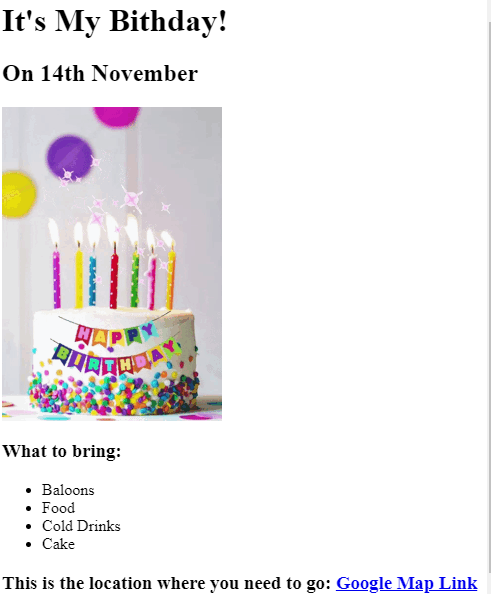 It's My Bithday!
On 14th November
HAPPY
BIRTHDAY!
What to bring:
Baloons
Food
Cold Drinks
Cake
This is the location where you need to go: Google Map Link